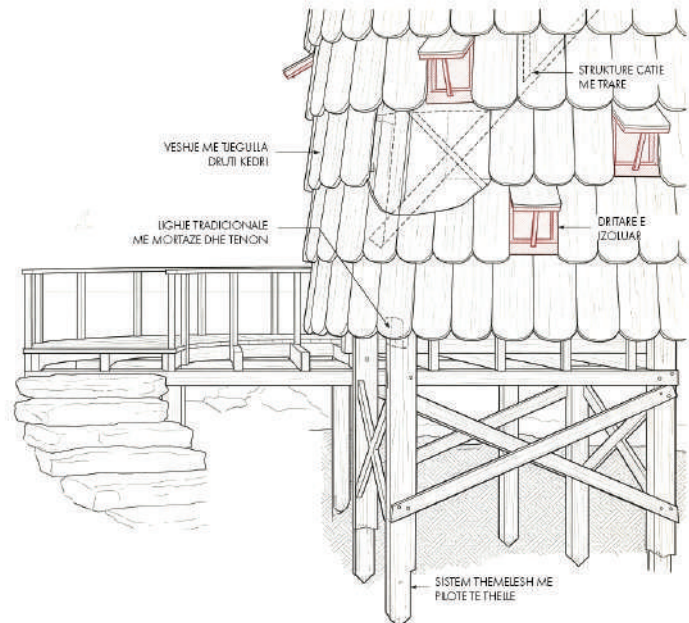 STRUKTURE CATIE
ME TRARE
VESHJE ME TJEGULLA
DRUTI KEDRI
LIGHJE TRADICIONALE
ME MORTAZE DHE TENON
DRITARE E
IZOLUAR
SISTEM THEMELESH ME
PILOTE TE THELLE